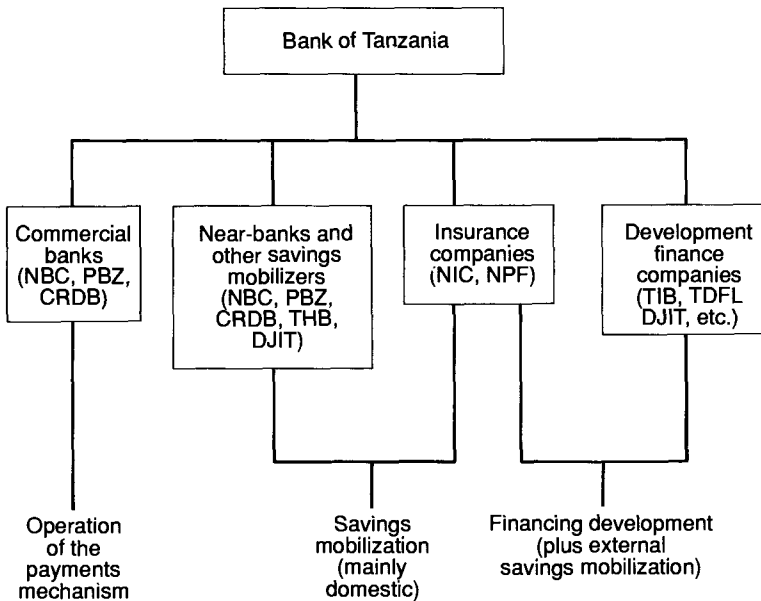 Bank of Tanzania
Commercial
banks
(NBC, PBZ,
CRDB)
Near-banks and
other savings
mobilizers
(NBC, PBZ,
CRDB, THB,
DJIT)
Insurance
companies
(NIC, NPF)
Development
finance
companies
(TIB, TDFL
DJIT, etc.)
Operation
of the
payments
mechanism
Savings
mobilization
(mainly
domestic)
Financing development
(plus external
savings mobilization)